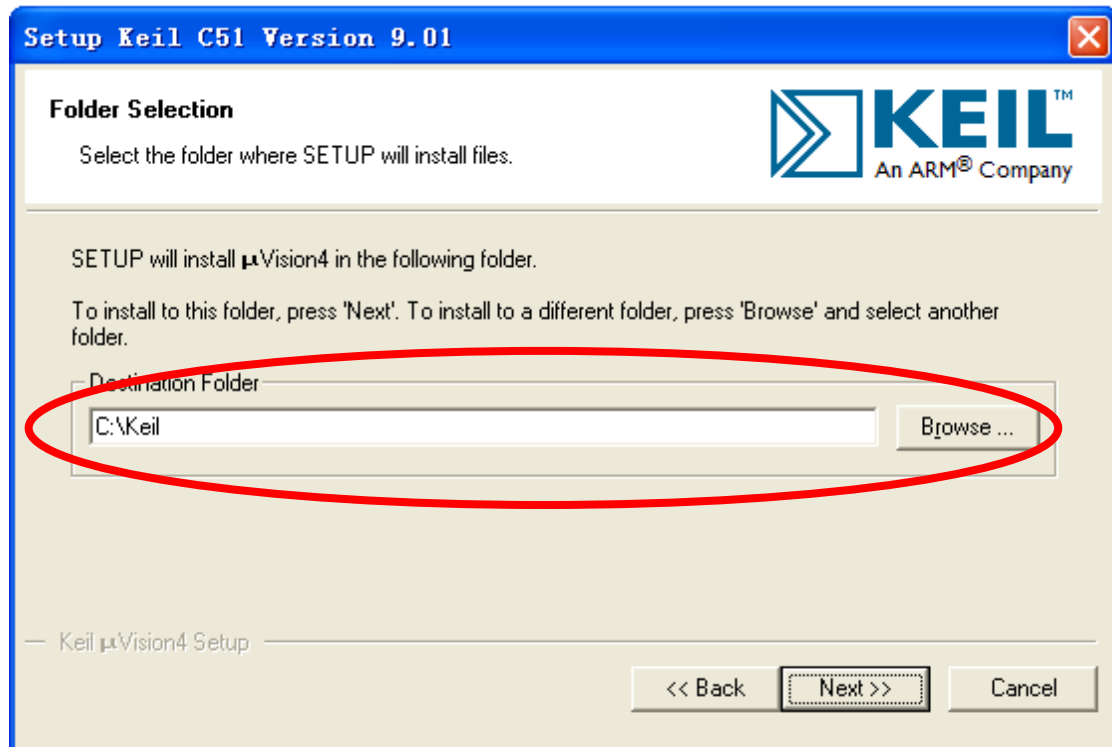 Setup Keil C51 Version 9.01
Folder Selection
Select the folder where SETUP will install files.
KEIL™
An ARM® Company
SETUP will install µVision4 in the following folder.
To install to this folder, press 'Next'. To install to a different folder, press 'Browse' and select another
folder.
Destination Folder
C:\Keil
Browse ...
Keil µVision4 Setup
<< Back
Next >>
Cancel